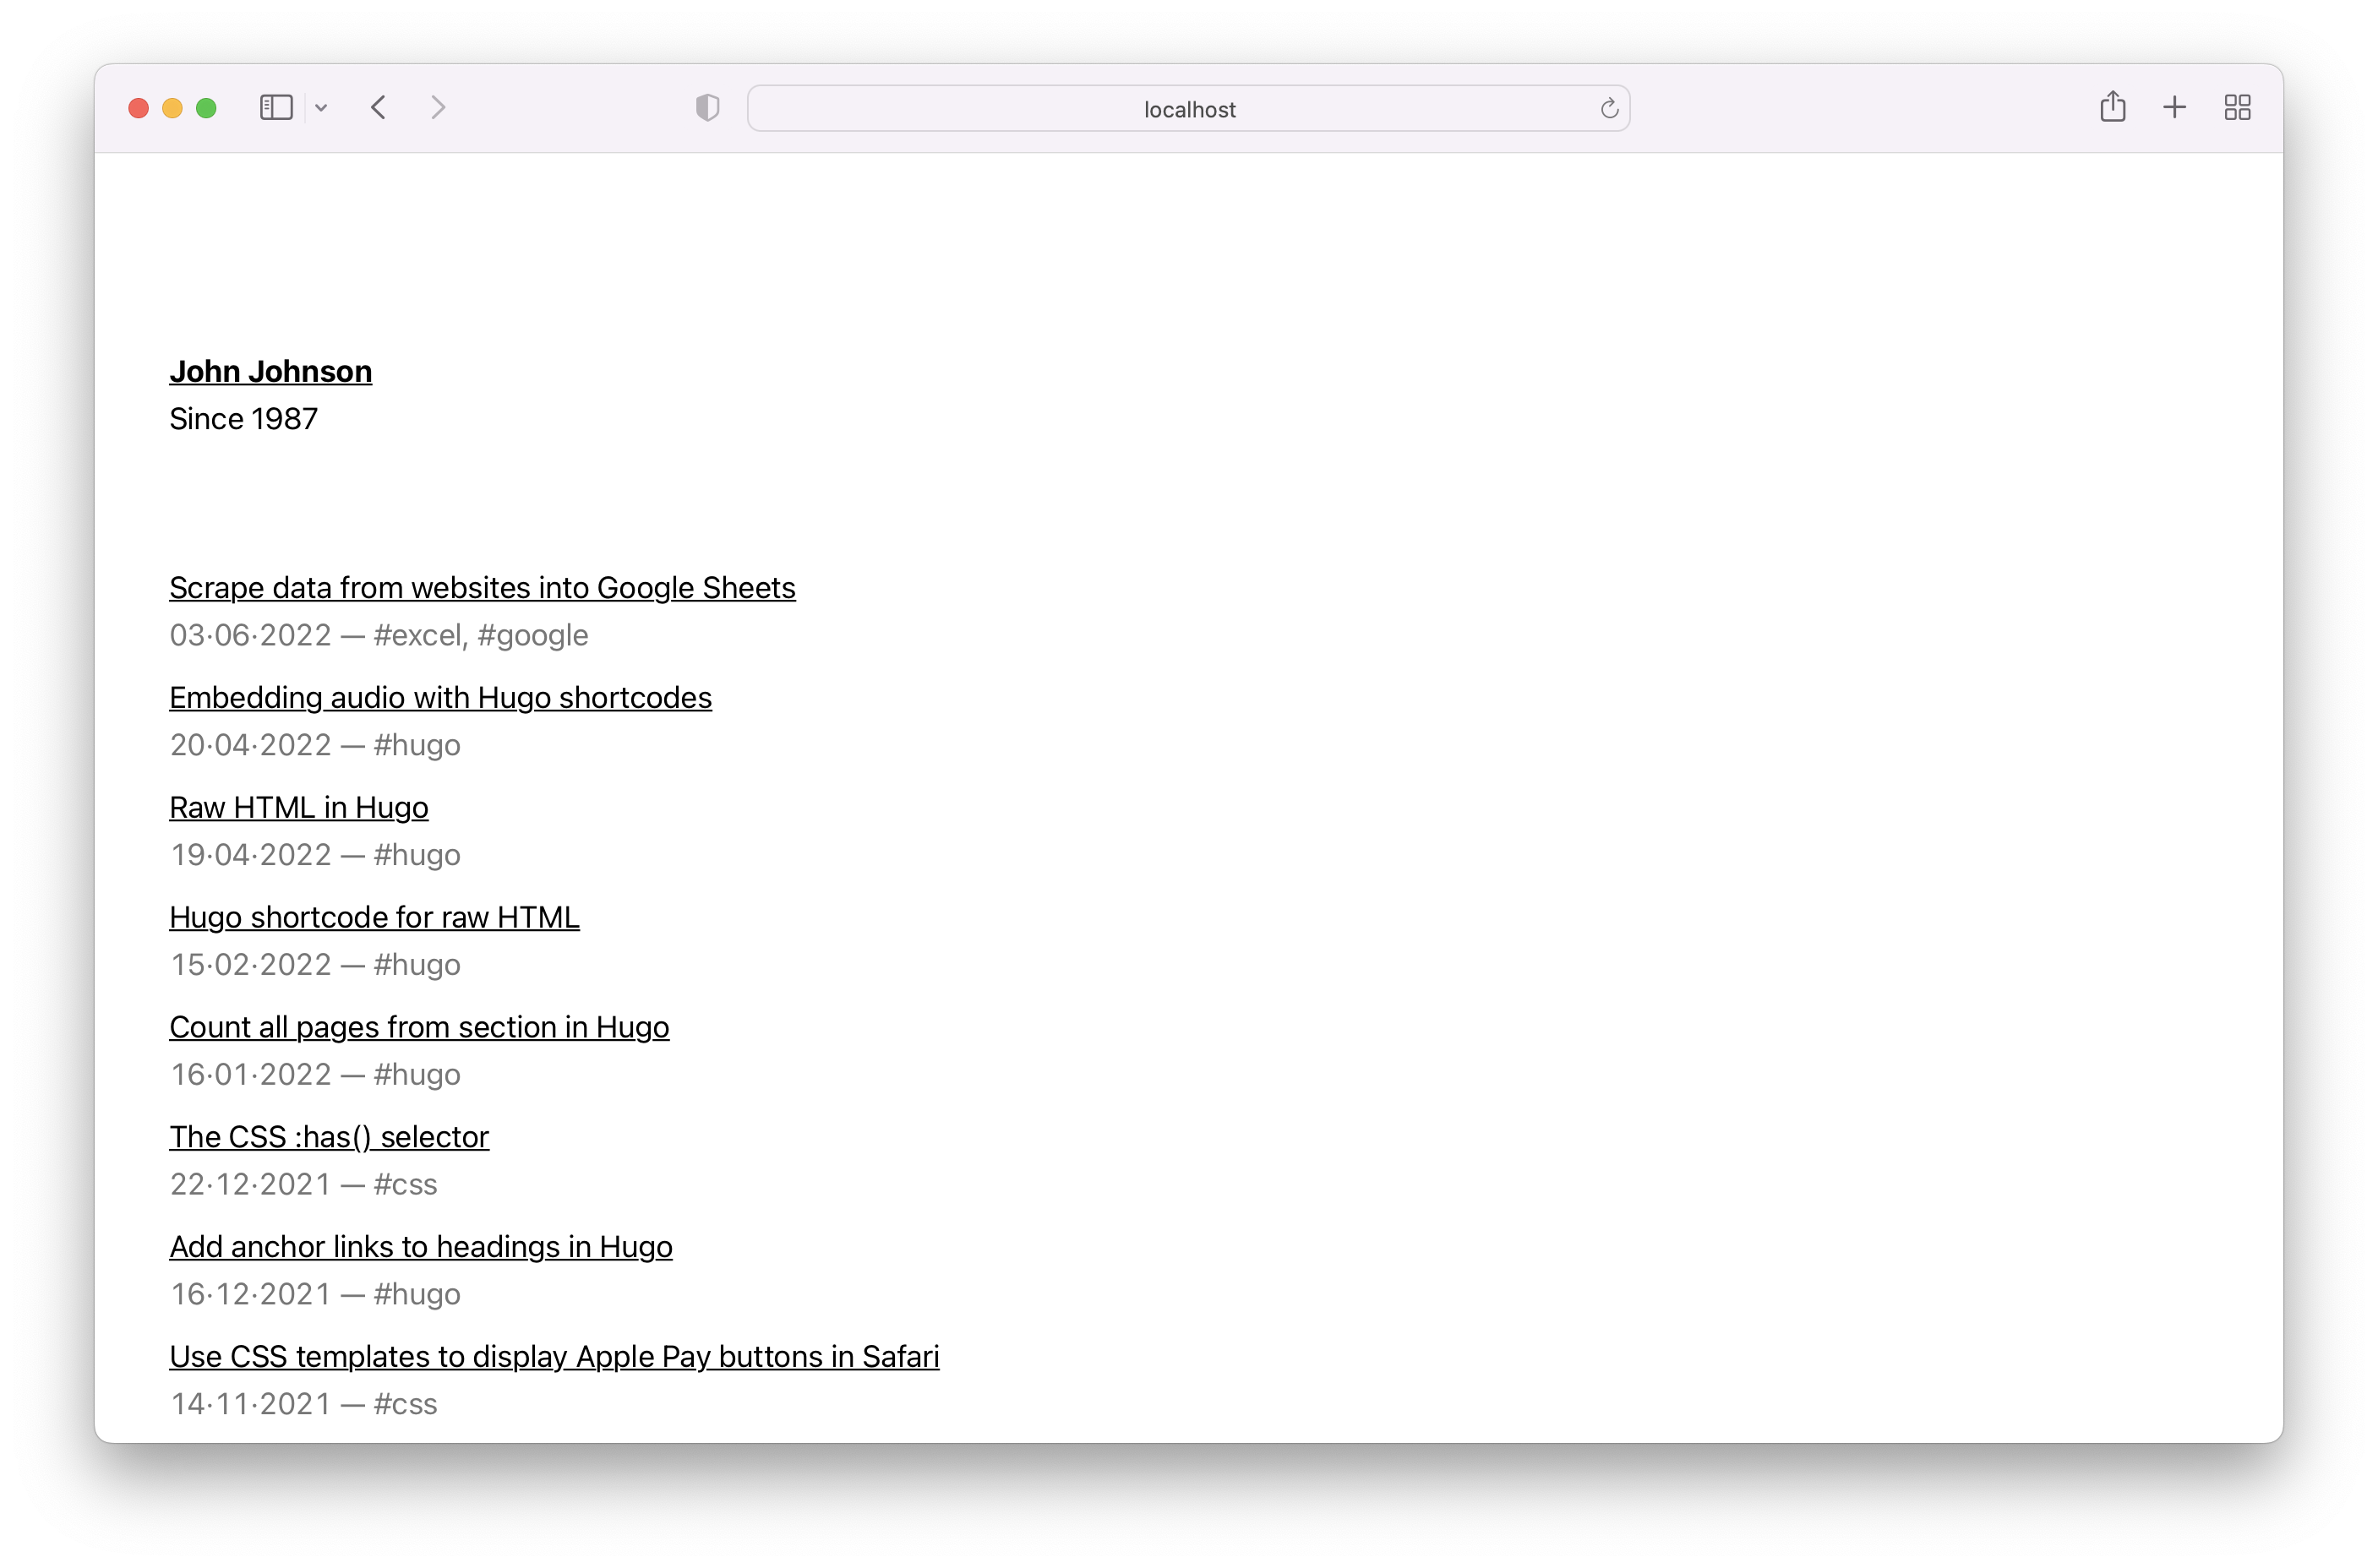 localhost
John Johnson
Since 1987
Scrape data from websites into Google Sheets
03·06·2022 — #excel, #google
Embedding audio with Hugo shortcodes
20·04·2022 — #hugo
Raw HTML in Hugo
19·04·2022 — #hugo
Hugo shortcode for raw HTML
15·02·2022 — #hugo
Count all pages from section in Hugo
16·01·2022 — #hugo
The CSS :has() selector
22·12·2021 — #css
Add anchor links to headings in Hugo
16·12·2021 — #hugo
Use CSS templates to display Apple Pay buttons in Safari
14·11·2021 — #css